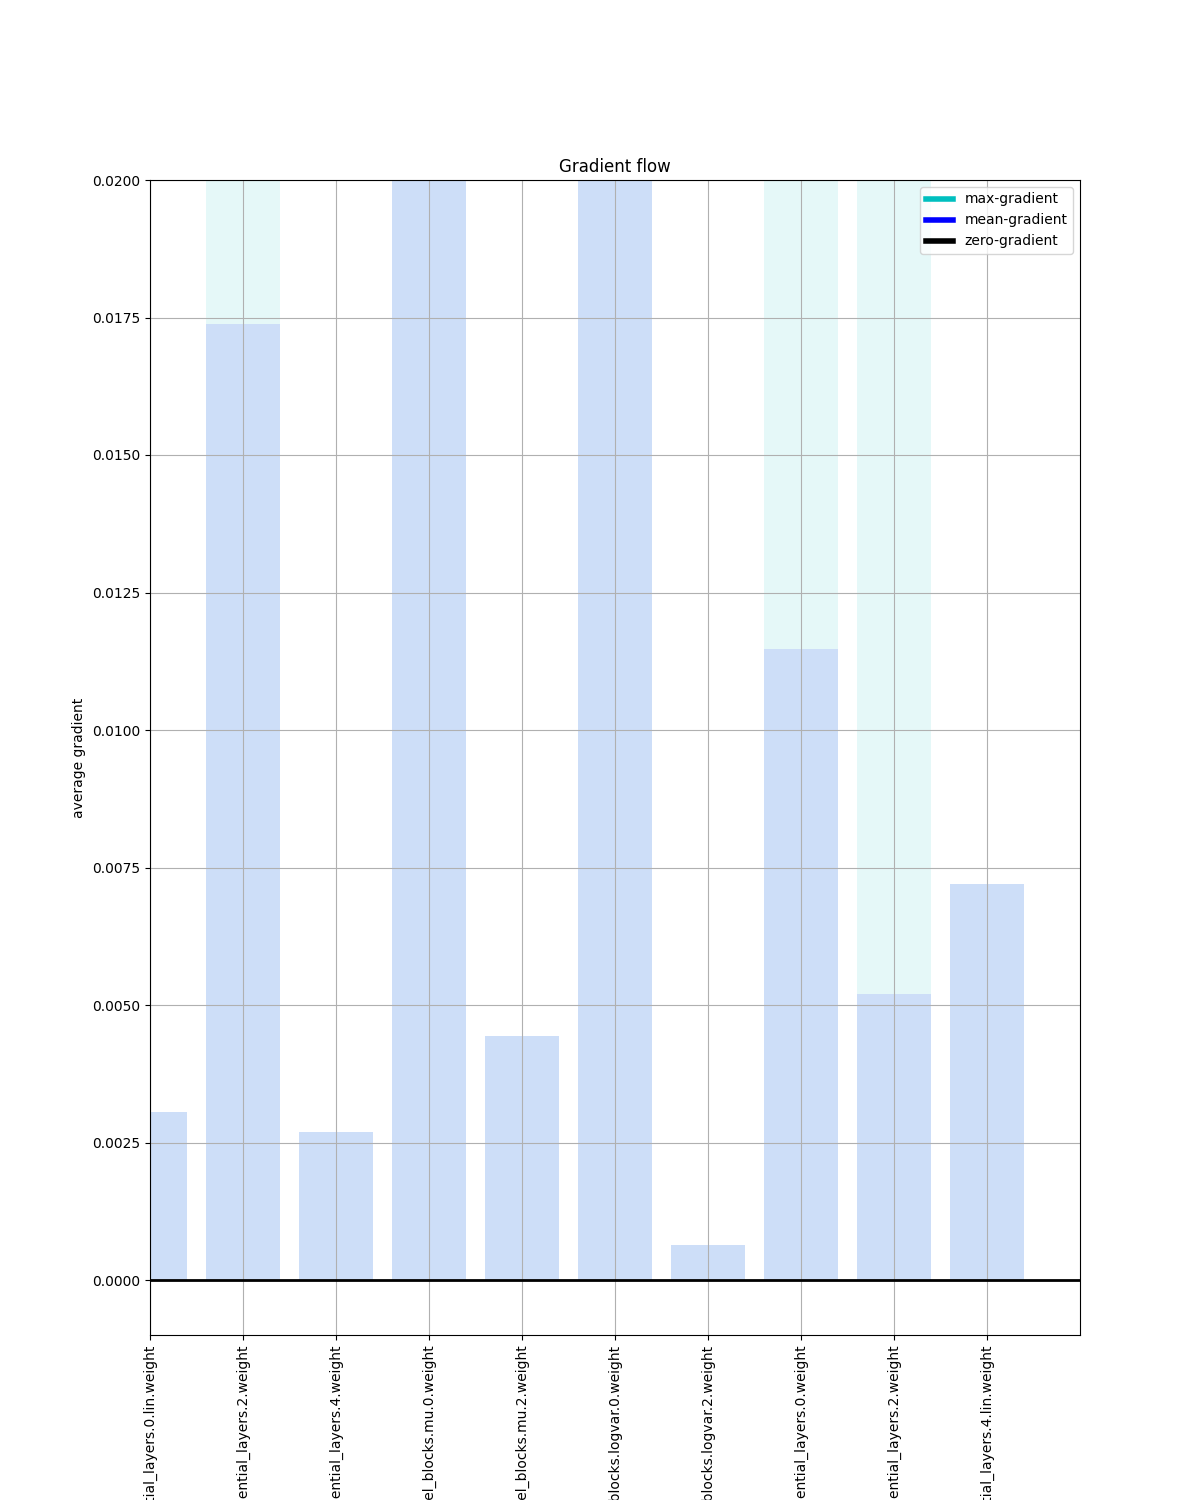 Gradient flow
max-gradient
mean-gradient
zero-gradient
0.0200
0.0175
0.0150
0.0125
0.0100
0.0075
0.0050
0.0025
0.0000
average gradient
tial_layers.0.lin.weight
ential_layers.2.weight
ential_layers.4.weight
el_blocks.mu.0.weight
el_blocks.mu.2.weight
blocks.logvar.0.weight
blocks.logvar.2.weight
ential_layers.0.weight
ential_layers.2.weight
tial_layers.4.lin.weight